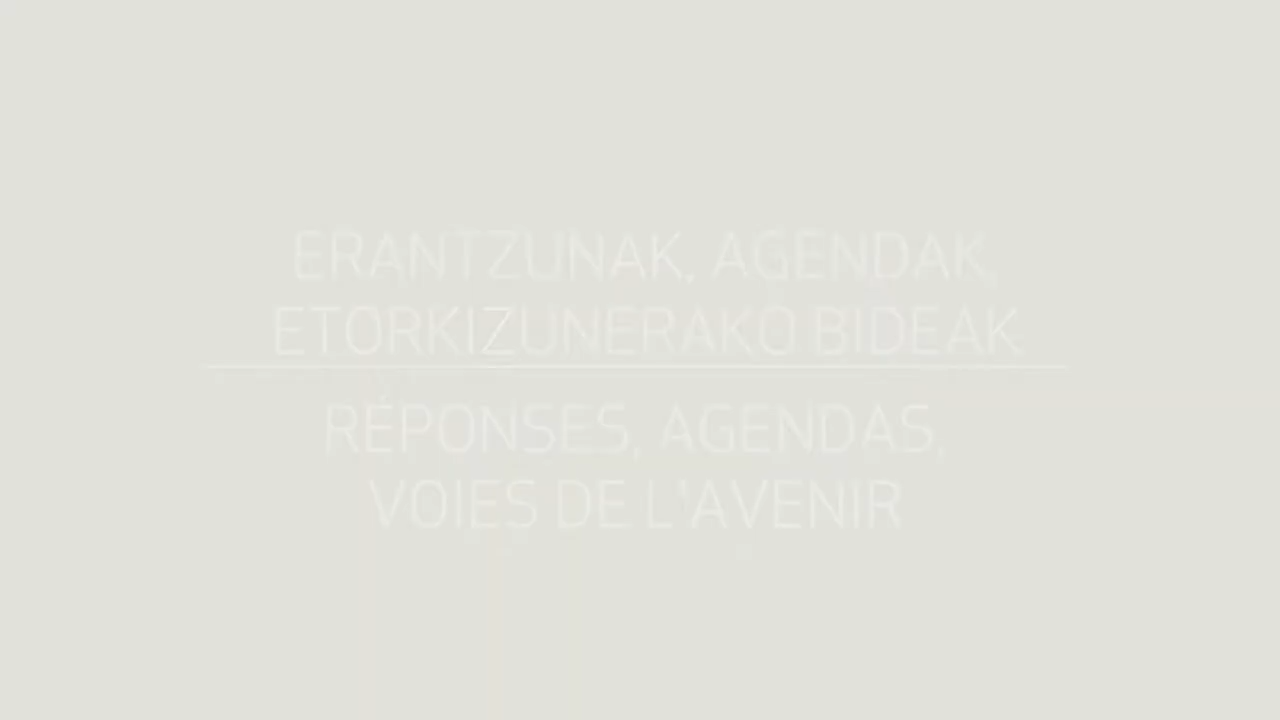 ERANTZUNAK, AGENDAK,
ETORKIZUNERAKO BIDEAK
RÉPONSES, AGENDAS,
VOIES DE L'AVENIR